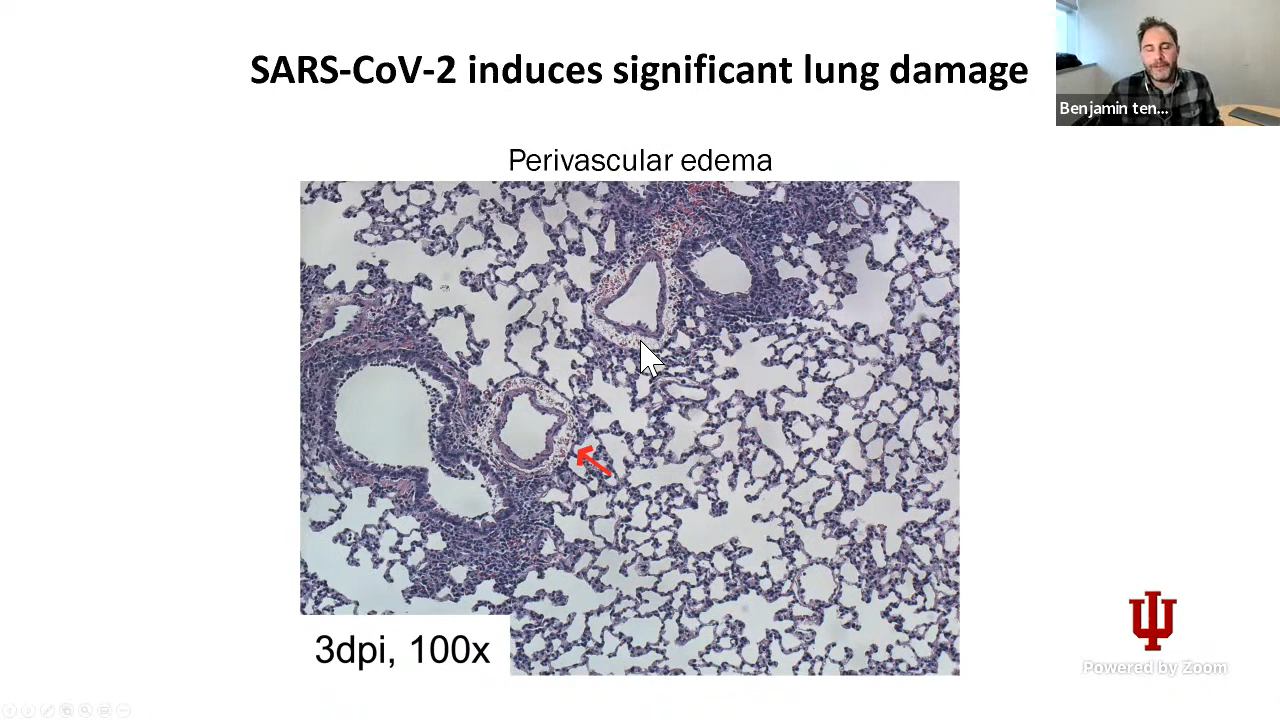 SARS-CoV-2 induces significant lung damage
Benjamin ten...
Perivascular edema
3dpi, 100x
Powered by Zoom